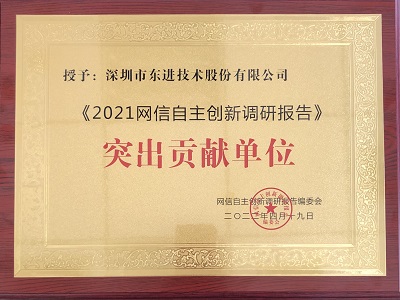 授予：深圳市东进技术股份有限公司
《2021网信自主创新调研报告》
突出贡献单位
网信自主创新调研报告编委会
二〇二二年四月十九日